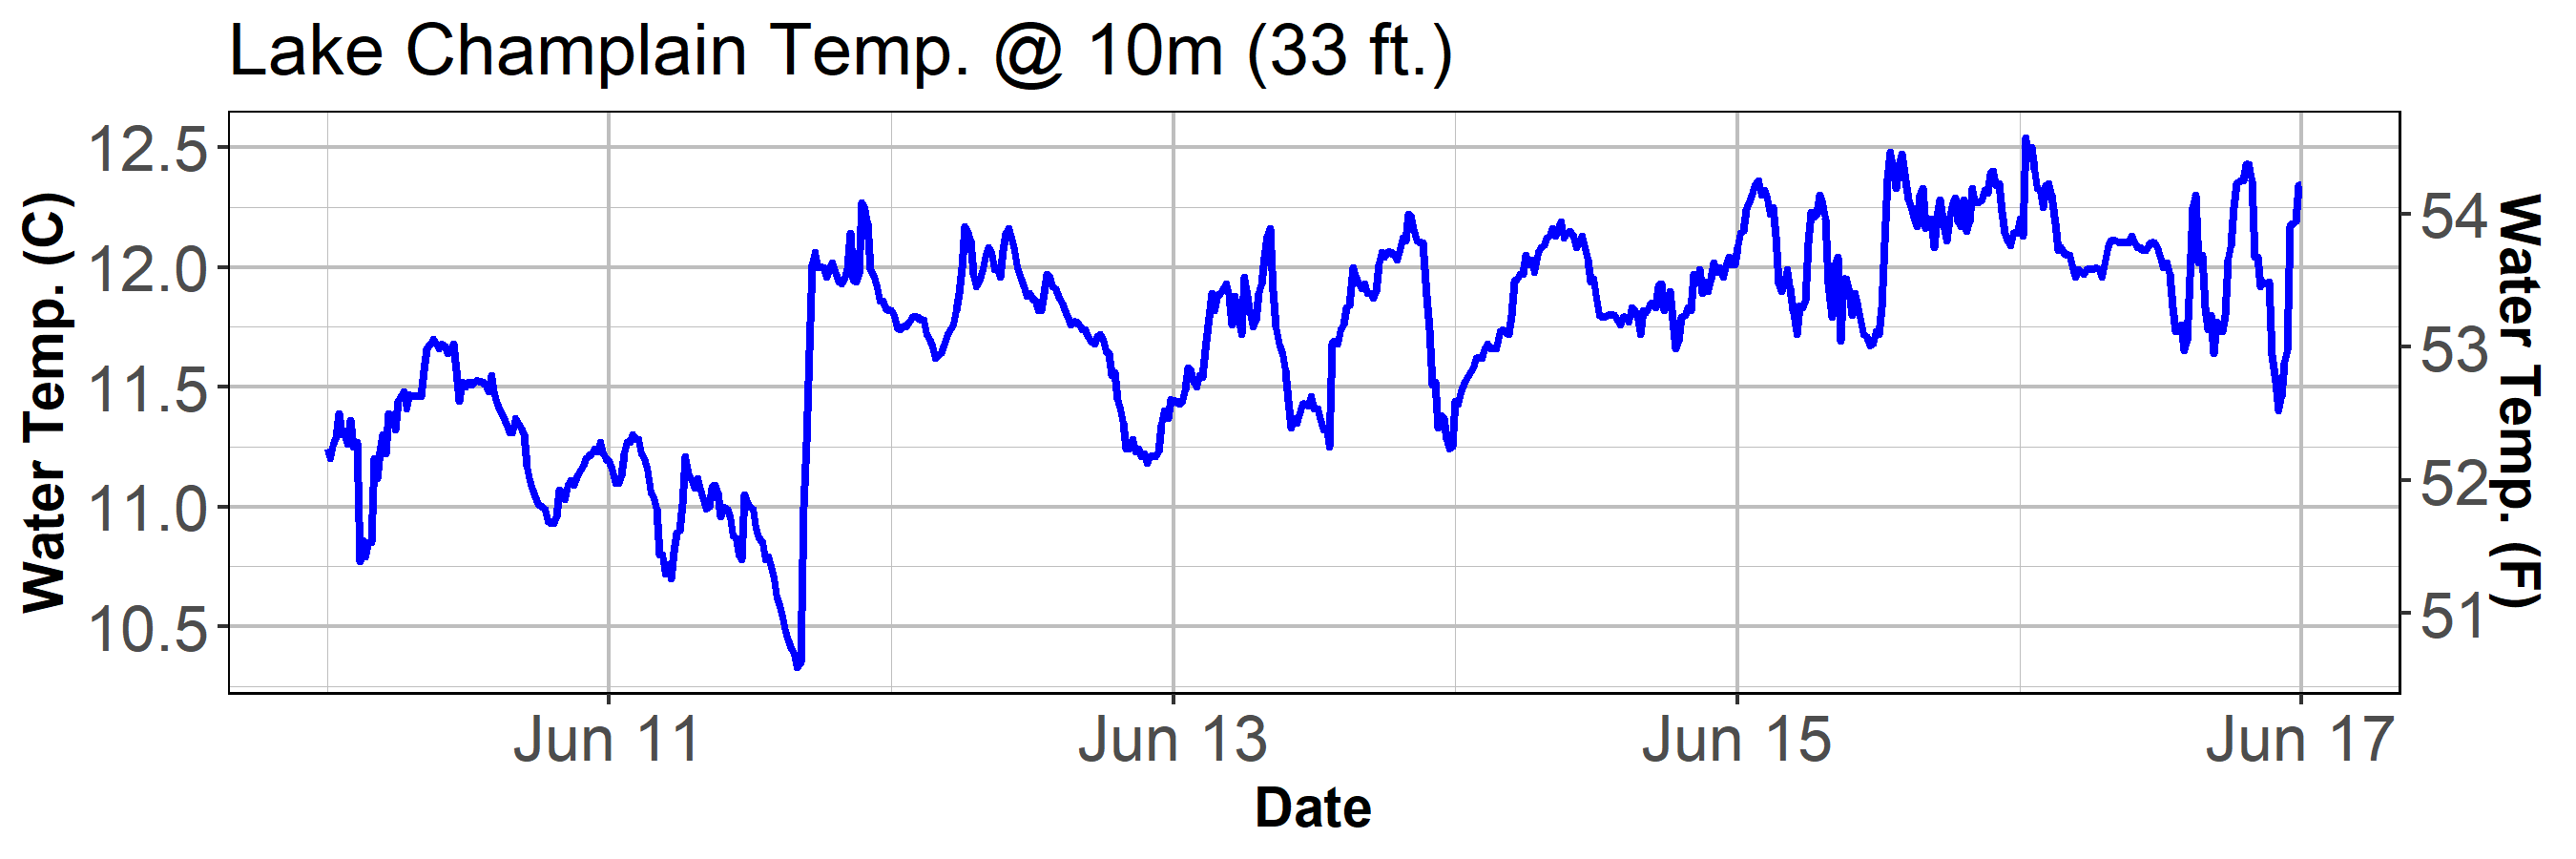 Lake Champlain Temp. @ 10m (33 ft.)
Water Temp. (C)
12.5
12.0
11.5
11.0
10.5
54
53
52
51
Water Temp. (F)
Jun 11
Jun 13
Jun 15
Jun 17
Date